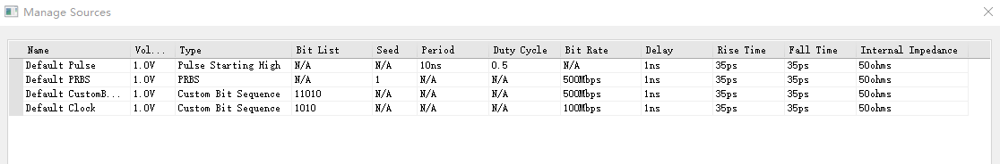 Manage Sources
Name Vol... Type Bit List Seed Period Duty Cycle Bit Rate Delay Rise Time Fall Time Internal Impedance
Default Pulse 1.0V Pulse Starting High N/A N/A 10ns 0.5 N/A 1ns 35ps 35ps 50ohms
Default PRBS 1.0V PRBS N/A 1 N/A N/A 500Mbps 1ns 35ps 35ps 50ohms
Default CustomB... 1.0V Custom Bit Sequence 11010 N/A N/A N/A 500Mbps 1ns 35ps 35ps 50ohms
Default Clock 1.0V Custom Bit Sequence 1010 N/A N/A N/A 100Mbps 1ns 35ps 35ps 50ohms